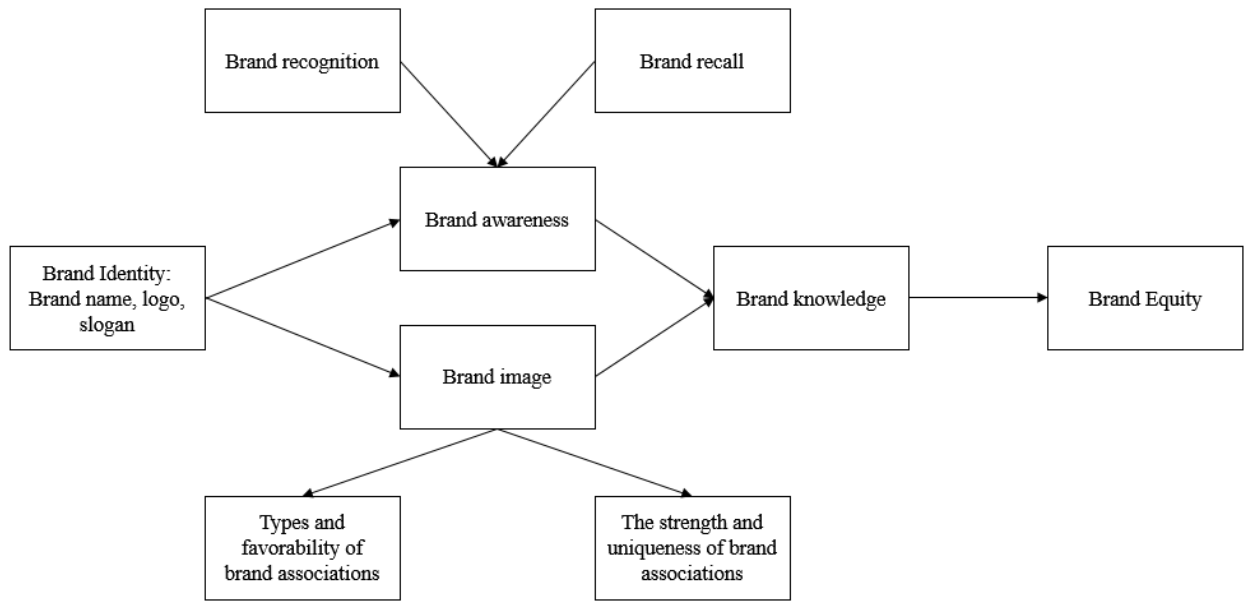 Brand recognition
Brand recall
Brand awareness
Brand Identity:
Brand name, logo,
slogan
Brand knowledge
Brand Equity
Brand image
Types and
favorability of
brand associations
The strength and
uniqueness of brand
associations